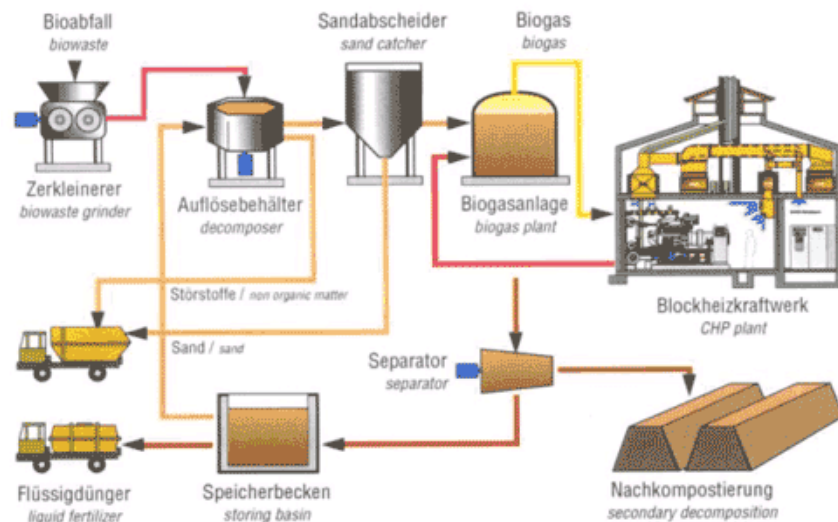 Bioabfall
biowaste
Sandabscheider
sand catcher
Biogas
biogas
Zerkleinerer
biowaste grinder
Auflösebehälter
decomposer
Biogasanlage
biogas plant
Störstoffe / non organic matter
Blockheizkraftwerk
CHP plant
Sand / sand
Separator
separator
Flüssigdünger
liquid fertilizer
Speicherbecken
storing basin
Nachkompostierung
secondary decomposition